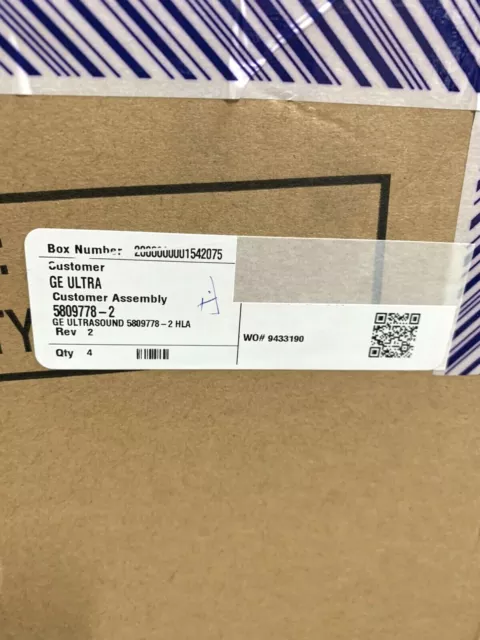 Box Number 2000000001542075
Customer
GE ULTRA
Customer Assembly
5809778-2
GE ULTRASOUND 5809778-2 HLA
Rev 2
Qty 4
WO# 9433190
E
TY